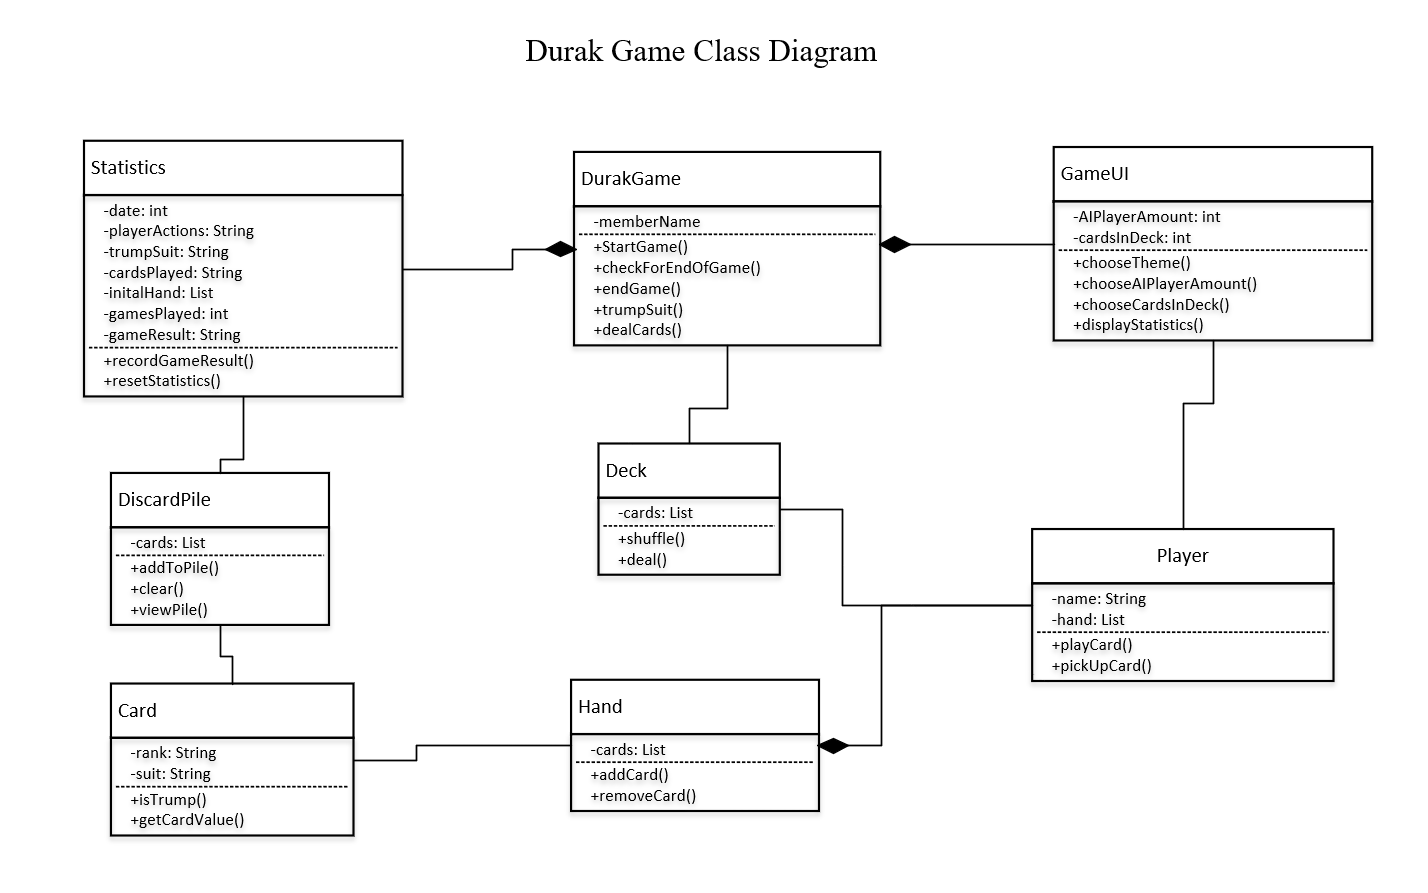 Durak Game Class Diagram
Statistics
-date: int
-playerActions: String
-trumpSuit: String
-cardsPlayed: String
-initalHand: List
-gamesPlayed: int
-gameResult: String
+recordGameResult()
+resetStatistics()
DurakGame
-memberName
+StartGame()
+checkForEndOfGame()
+endGame()
+trumpSuit()
+dealCards()
GameUI
-AIPlayerAmount: int
-cardsInDeck: int
+chooseTheme()
+chooseAIPlayerAmount()
+chooseCardsInDeck()
+displayStatistics()
DiscardPile
-cards: List
+addToPile()
+clear()
+viewPile()
Deck
-cards: List
+shuffle()
+deal()
Player
-name: String
-hand: List
+playCard()
+pickUpCard()
Card
-rank: String
-suit: String
+isTrump()
+getCardValue()
Hand
-cards: List
+addCard()
+removeCard()